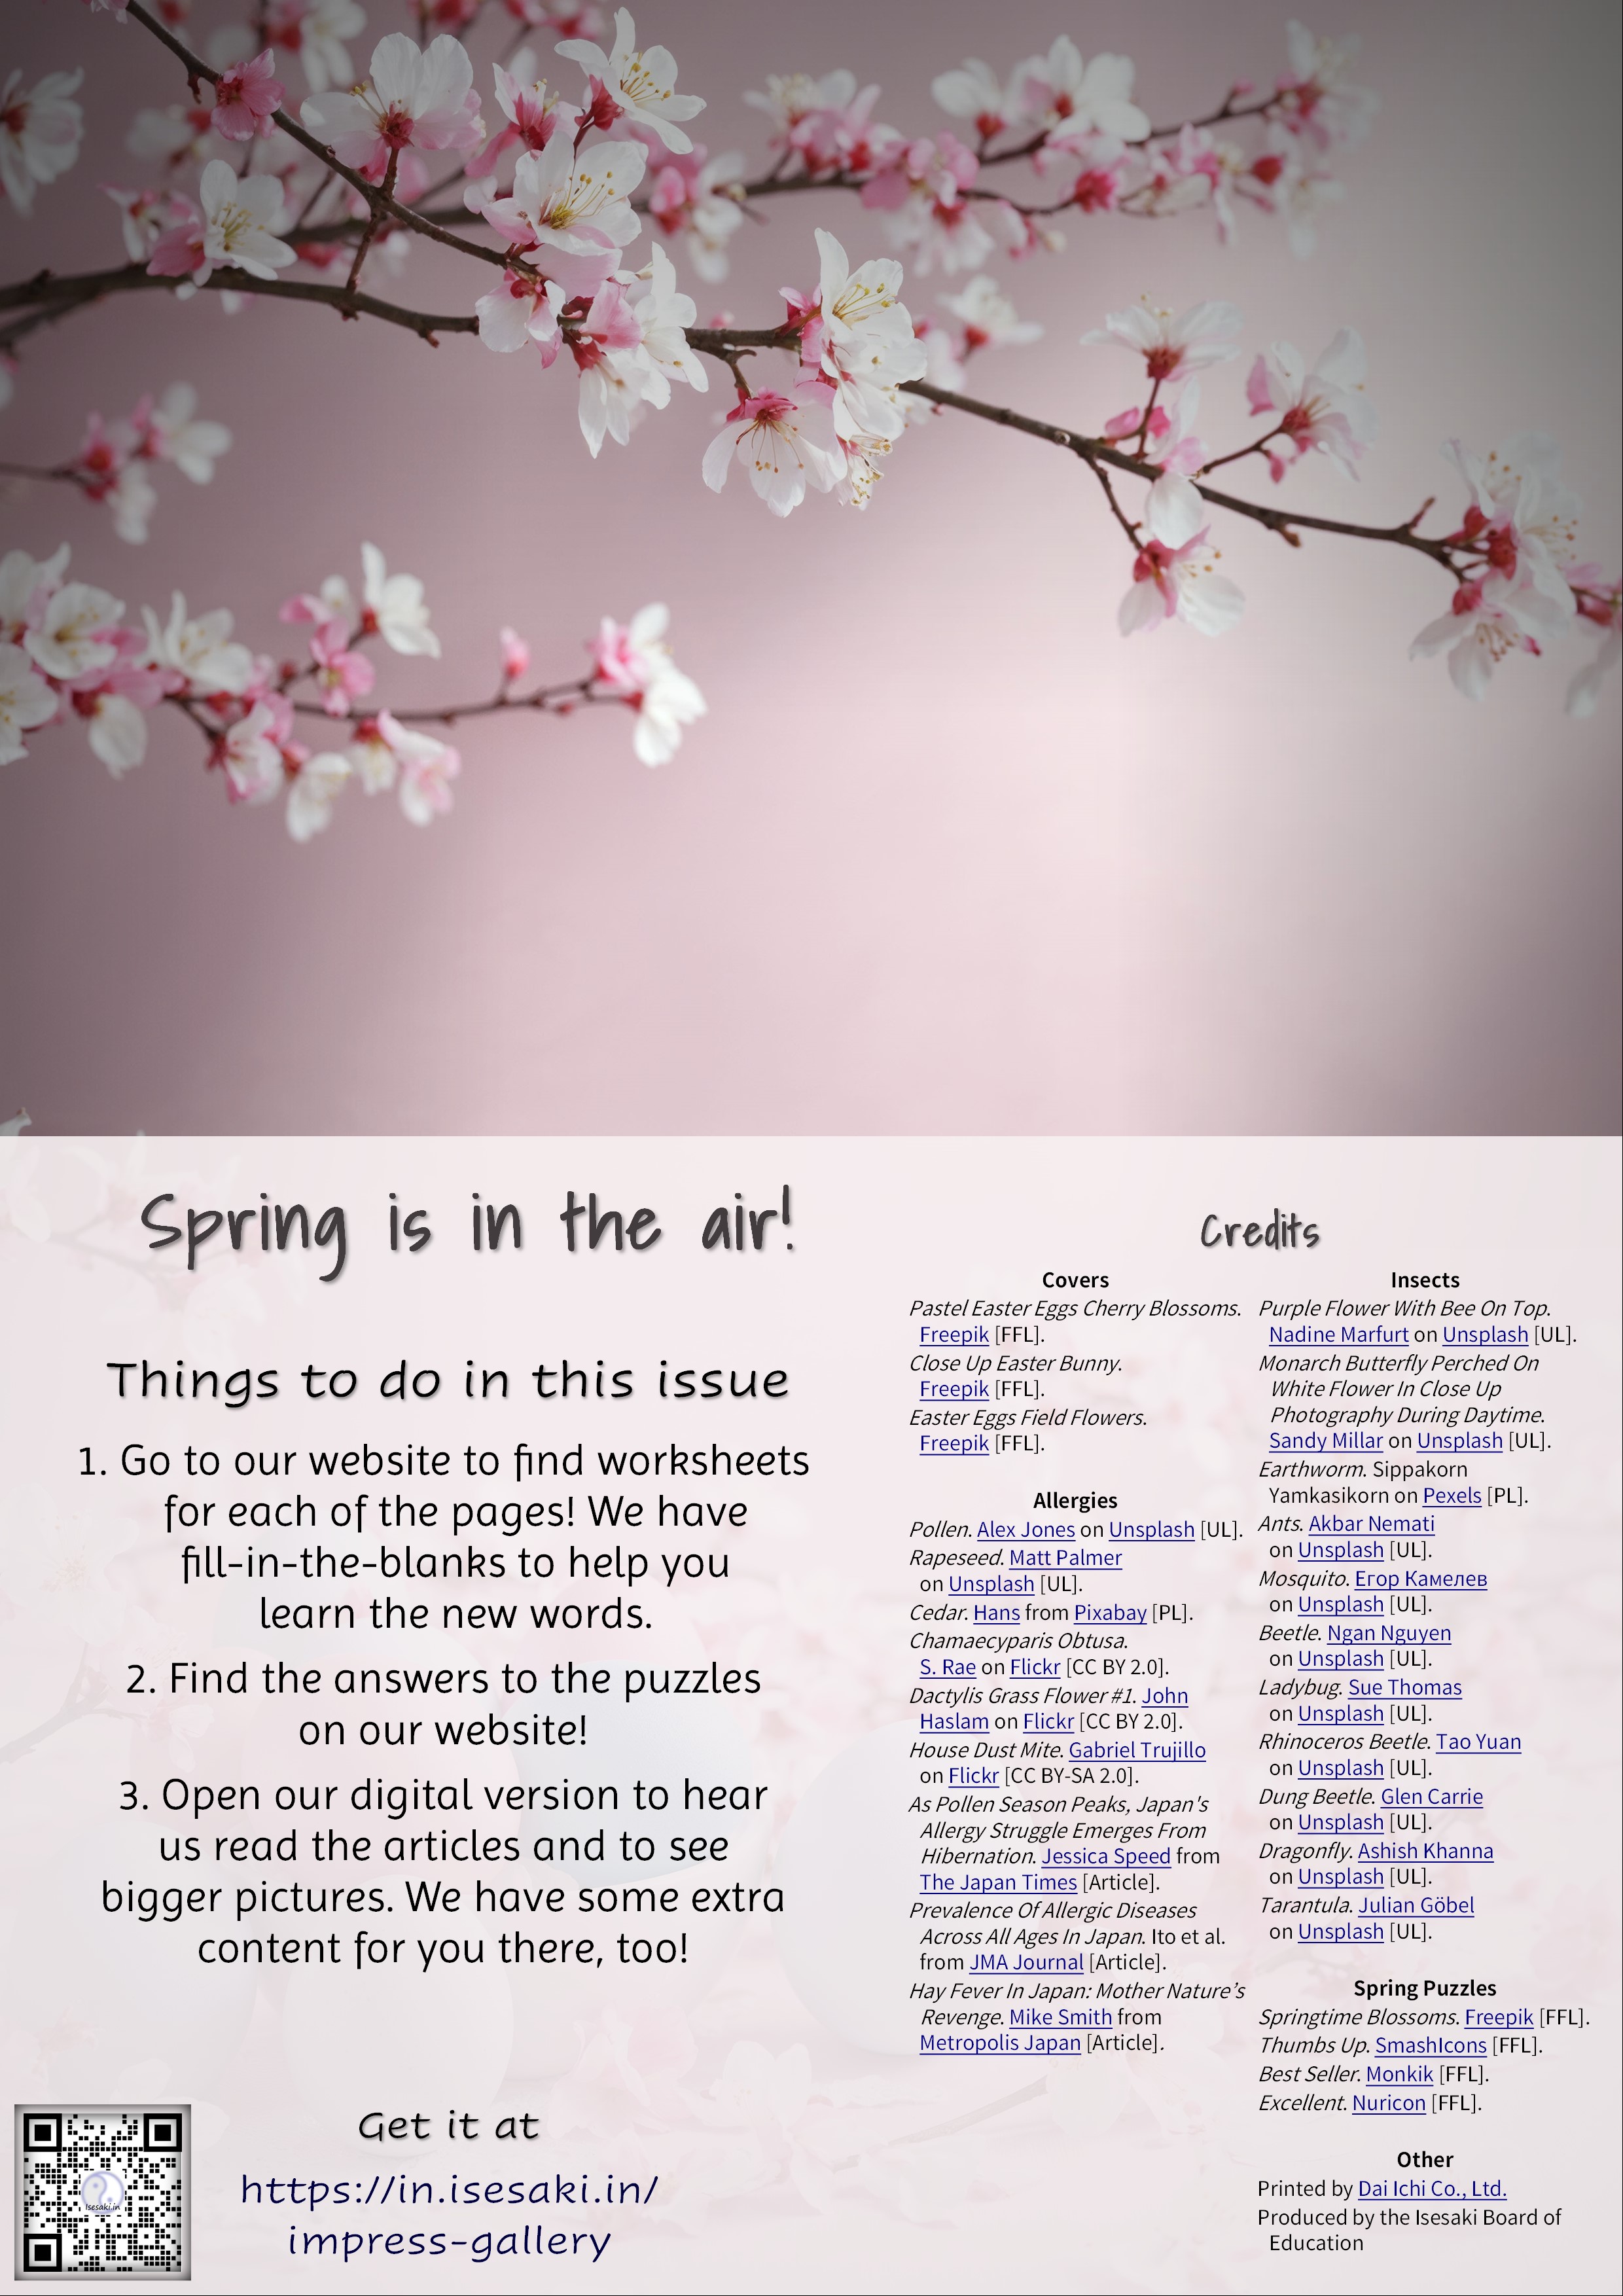 Spring is in the air!
Things to do in this issue
1. Go to our website to find worksheets
for each of the pages! We have
fill-in-the-blanks to help you
learn the new words.
2. Find the answers to the puzzles
on our website!
3. Open our digital version to hear
us read the articles and to see
bigger pictures. We have some extra
content for you there, too!
Get it at
https://in.isesaki.in/
impress-gallery
Isesaki.in
Credits
Covers
Pastel Easter Eggs Cherry Blossoms.
Freepik [FFL].
Close Up Easter Bunny.
Freepik [FFL].
Easter Eggs Field Flowers.
Freepik [FFL].
Allergies
Pollen. Alex Jones on Unsplash [UL].
Rapeseed. Matt Palmer
on Unsplash [UL].
Cedar. Hans from Pixabay [PL].
Chamaecyparis Obtusa.
S. Rae on Flickr [CC BY 2.0].
Dactylis Grass Flower #1. John
Haslam on Flickr [CC BY 2.0].
House Dust Mite. Gabriel Trujillo
on Flickr [CC BY-SA 2.0].
As Pollen Season Peaks, Japan's
Allergy Struggle Emerges From
Hibernation. Jessica Speed from
The Japan Times [Article].
Prevalence Of Allergic Diseases
Across All Ages In Japan. Ito et al.
from JMA Journal [Article].
Hay Fever In Japan: Mother Nature’s
Revenge. Mike Smith from
Metropolis Japan [Article].
Insects
Purple Flower With Bee On Top.
Nadine Marfurt on Unsplash [UL].
Monarch Butterfly Perched On
White Flower In Close Up
Photography During Daytime.
Sandy Millar on Unsplash [UL].
Earthworm. Sippakorn
Yamkasikorn on Pexels [PL].
Ants. Akbar Nemati
on Unsplash [UL].
Mosquito. Егор Камелев
on Unsplash [UL].
Beetle. Ngan Nguyen
on Unsplash [UL].
Ladybug. Sue Thomas
on Unsplash [UL].
Rhinoceros Beetle. Tao Yuan
on Unsplash [UL].
Dung Beetle. Glen Carrie
on Unsplash [UL].
Dragonfly. Ashish Khanna
on Unsplash [UL].
Tarantula. Julian Göbel
on Unsplash [UL].
Spring Puzzles
Springtime Blossoms. Freepik [FFL].
Thumbs Up. SmashIcons [FFL].
Best Seller. Monkik [FFL].
Excellent. Nuricon [FFL].
Other
Printed by Dai Ichi Co., Ltd.
Produced by the Isesaki Board of
Education